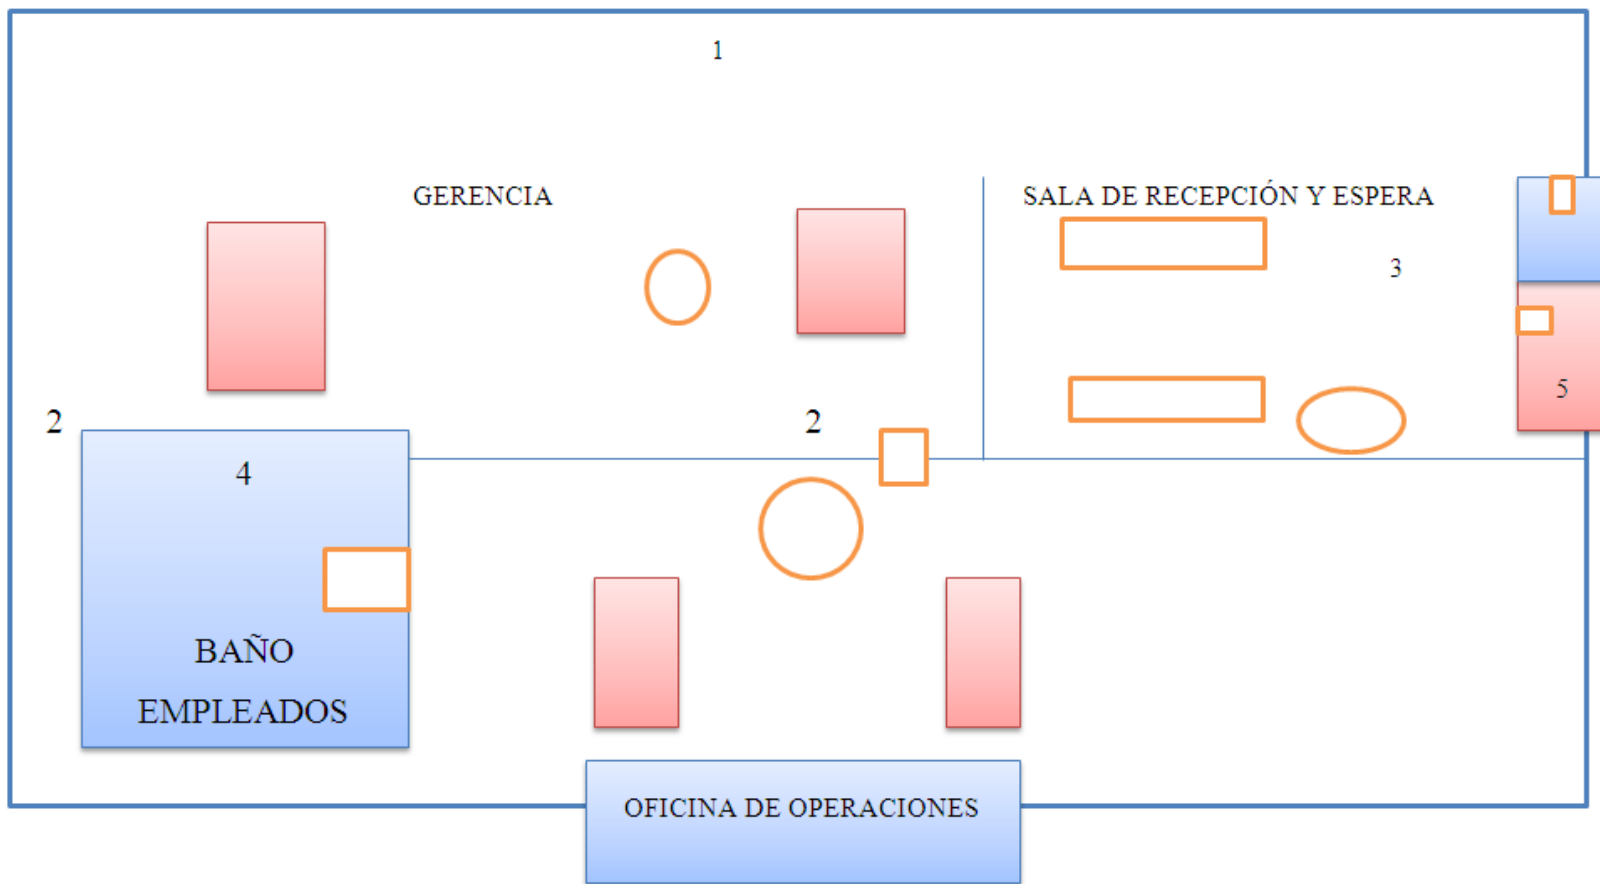 1
GERENCIA
SALA DE RECEPCIÓN Y ESPERA
3
5
2
2
4
BAÑO
EMPLEADOS
OFICINA DE OPERACIONES